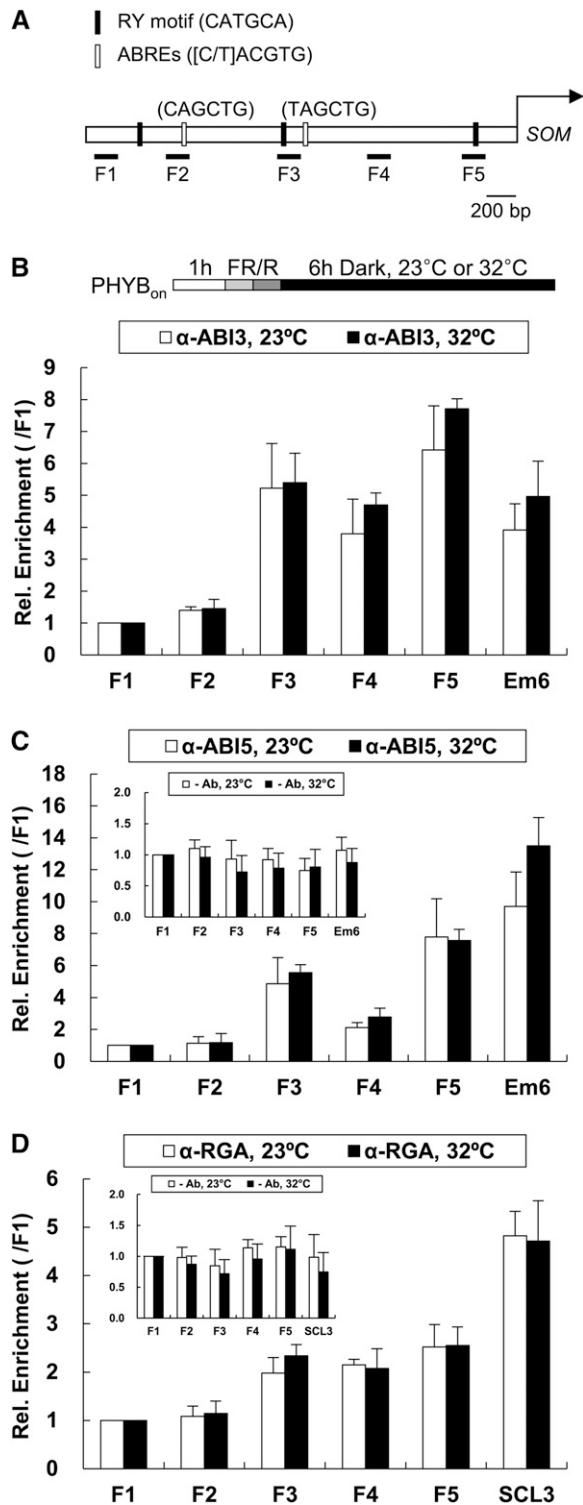 A
RY motif (CATGCA)
ABREs ([C/T]ACGTG)
(CAGCTG) (TAGCTG)
SOM
F1 F2 F3 F4 F5
200 bp
B
1h FR/R 6h Dark, 23°C or 32°C
PHYBon
α-ABI3, 23ºC α-ABI3, 32ºC
Rel. Enrichment ( /F1)
9
8
7
6
5
4
3
2
1
0
F1 F2 F3 F4 F5 Em6
C
α-ABI5, 23ºC α-ABI5, 32ºC
Rel. Enrichment ( /F1)
18
16
14
12
10
8
6
4
2
0
- Ab, 23°C - Ab, 32°C
2.0
1.5
1.0
0.5
0.0
F1 F2 F3 F4 F5 Em6
F1 F2 F3 F4 F5 Em6
D
α-RGA, 23ºC α-RGA, 32ºC
Rel. Enrichment ( /F1)
6
5
4
3
2
1
0
- Ab, 23°C - Ab, 32°C
2.0
1.5
1.0
0.5
0.0
F1 F2 F3 F4 F5 SCL3
F1 F2 F3 F4 F5 SCL3